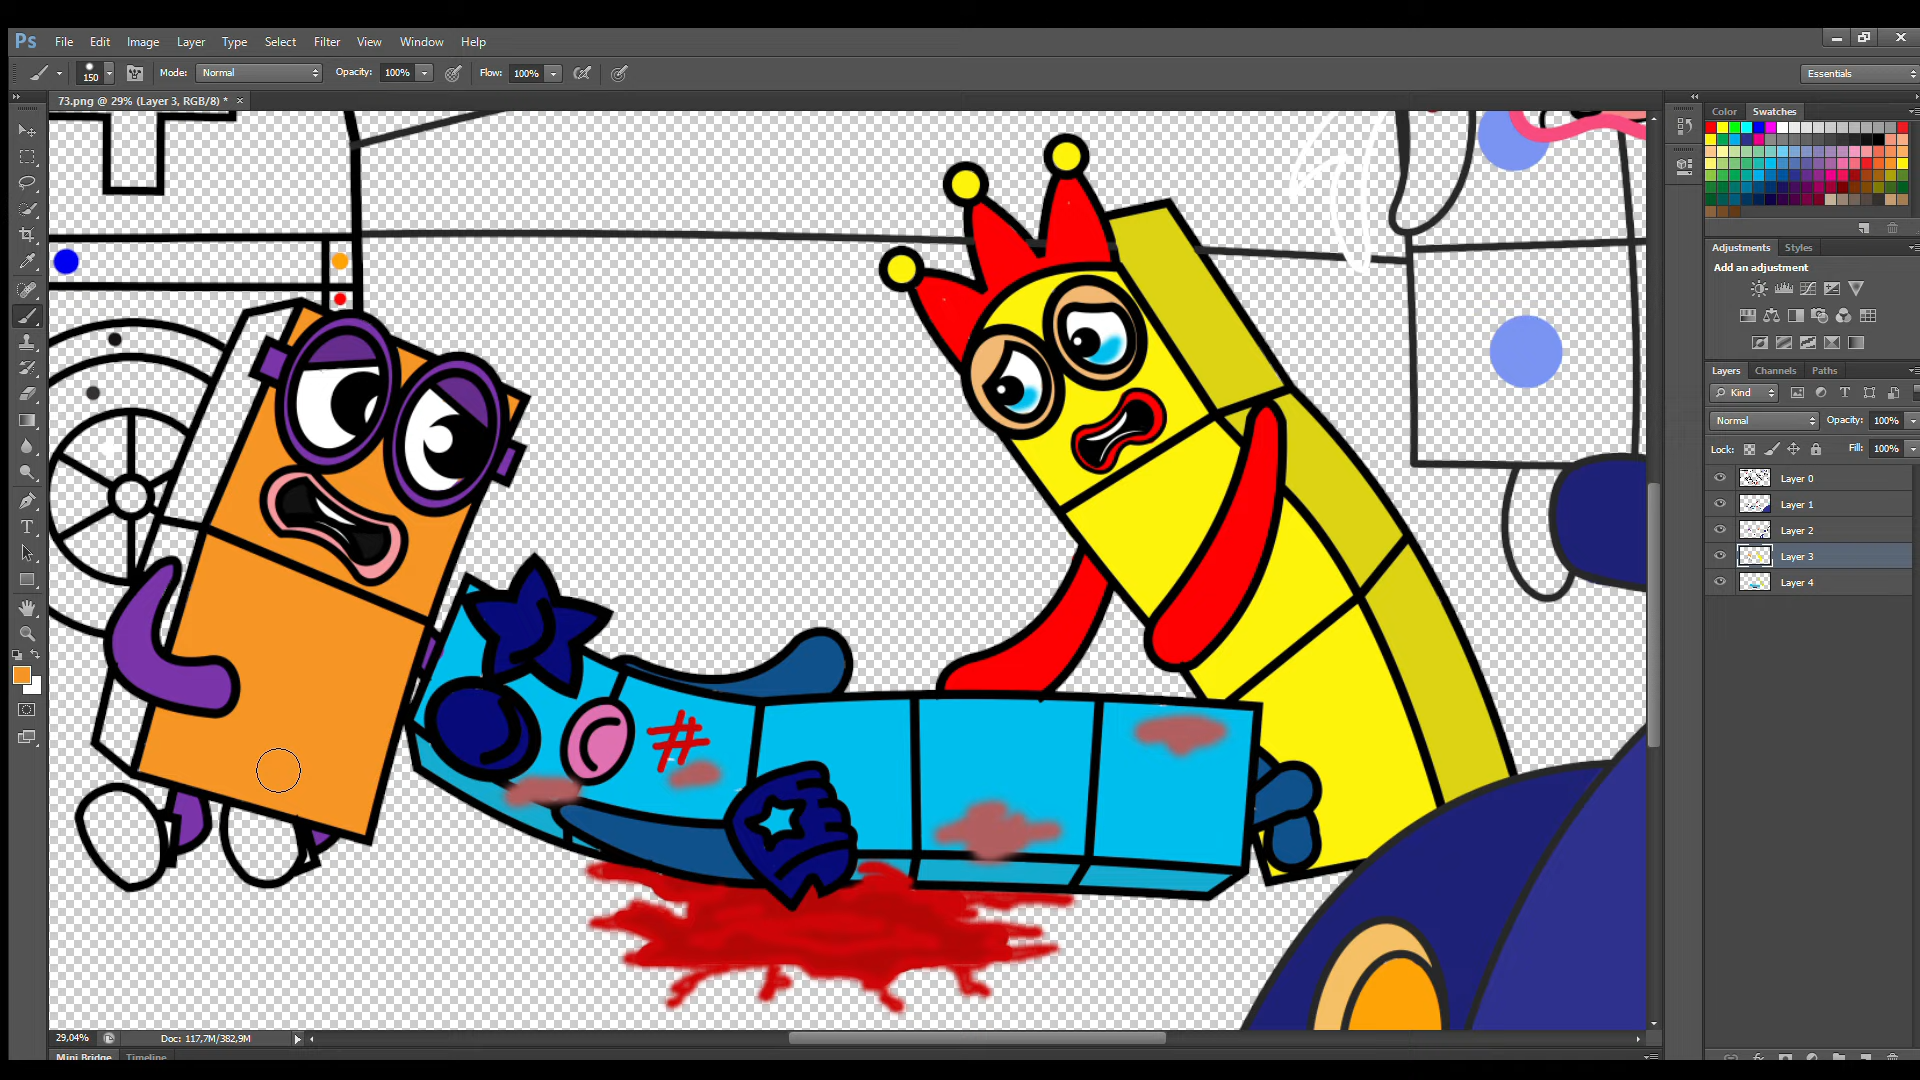 Ps File Edit Image Layer Type Select Filter View Window Help
150 Mode: Normal Opacity: 100% Flow: 100% Essentials
73.png @ 29% (Layer 3, RGB/8) * ×
Color Swatches
Adjustments Styles
Add an adjustment
Layers Channels Paths
Kind
Normal Opacity: 100%
Lock: Fill: 100%
Layer 0
Layer 1
Layer 2
Layer 3
Layer 4
#
29,04% Doc: 117,7M/382,9M
Mini Bridge Timeline